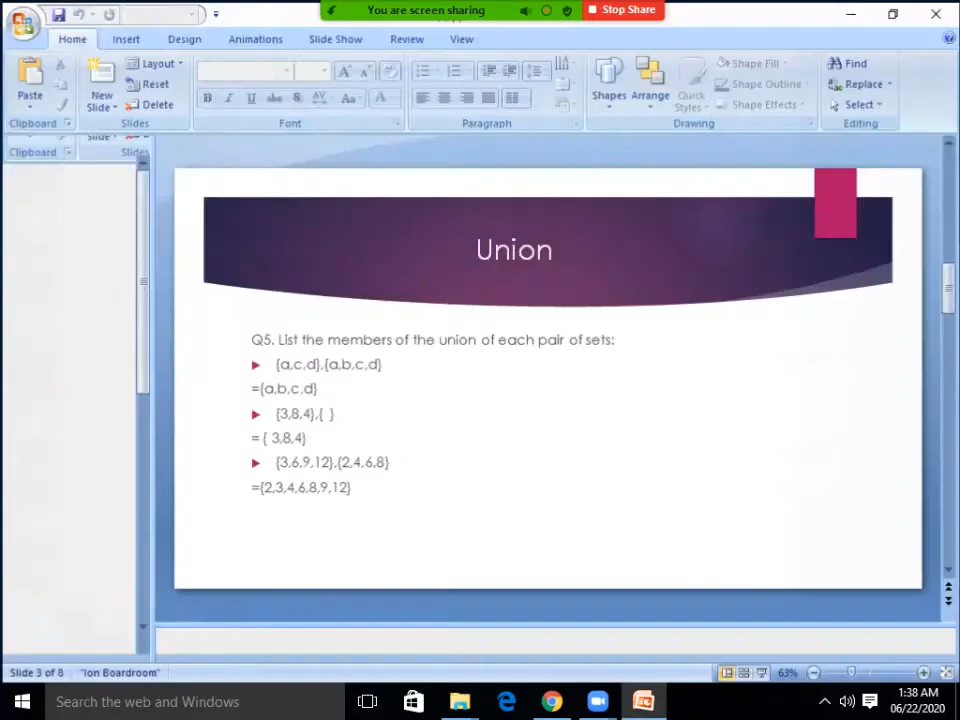 You are screen sharing
Stop Share
Home Insert Design Animations Slide Show Review View
Paste
New
Slide
Layout
Reset
Delete
B I U abc S AV Aa A
Shapes Arrange Quick
Styles
Shape Fill
Shape Outline
Shape Effects
Find
Replace
Select
Clipboard Slides Font Paragraph Drawing Editing
Clipboard
Union
Q5. List the members of the union of each pair of sets:
{a,c,d},{a,b,c,d}
={a,b,c,d}
{3,8,4},{ }
= { 3,8,4}
{3,6,9,12},{2,4,6,8}
={2,3,4,6,8,9,12}
Slide 3 of 8 "Ion Boardroom" 63%
Search the web and Windows
1:38 AM
06/22/2020